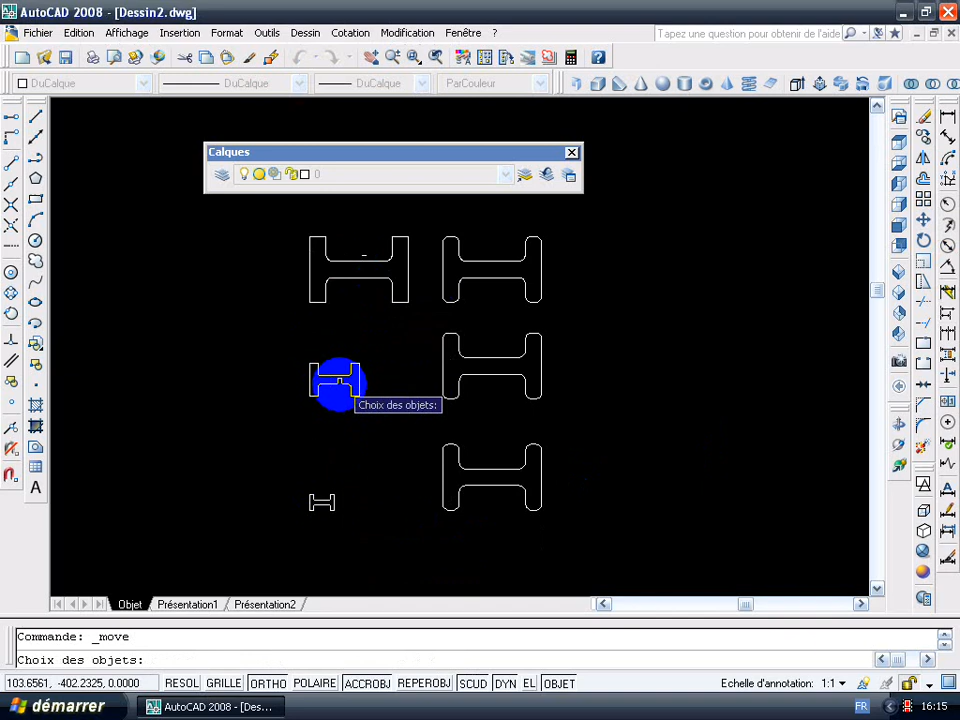 AutoCAD 2008 - [Dessin2.dwg]
Fichier Edition Affichage Insertion Format Outils Dessin Cotation Modification Fenêtre ?
Tapez une question pour obtenir de l'aide
DuCalque DuCalque DuCalque ParCouleur
Calques
0
Choix des objets:
A
Objet Présentation1 Présentation2
Commande: _move
Choix des objets:
103.6561, -402.2325, 0.0000 RESOL GRILLE ORTHO POLAIRE ACCROBJ REPEROBJ SCUD DYN EL OBJET Echelle d'annotation: 1:1
démarrer AutoCAD 2008 - [Des... FR 16:15